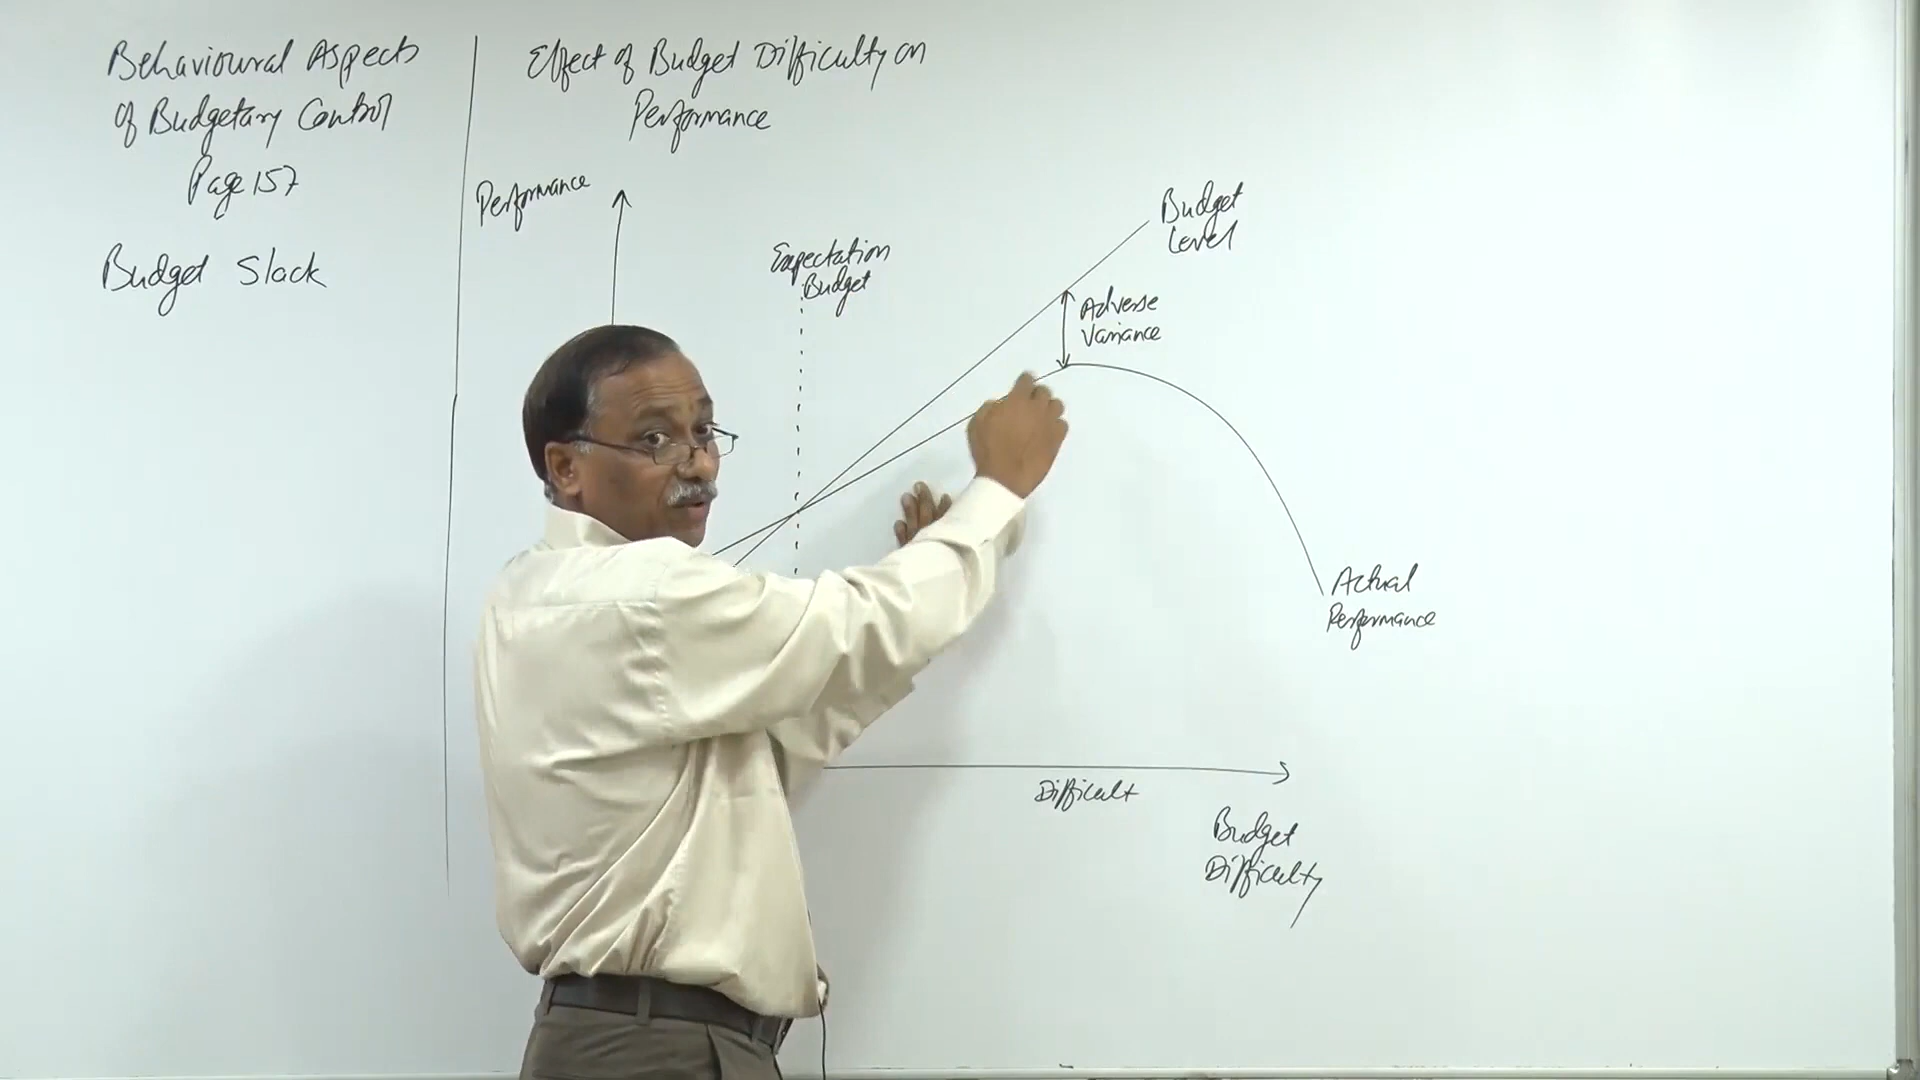 Behavioural Aspects
of Budgetary Control
Page 157
Budget Slack
Effect of Budget Difficulty on
Performance
Performance
Expectation
Budget
Budget
Level
Adverse
Variance
Actual
Performance
Difficult
Budget
Difficulty